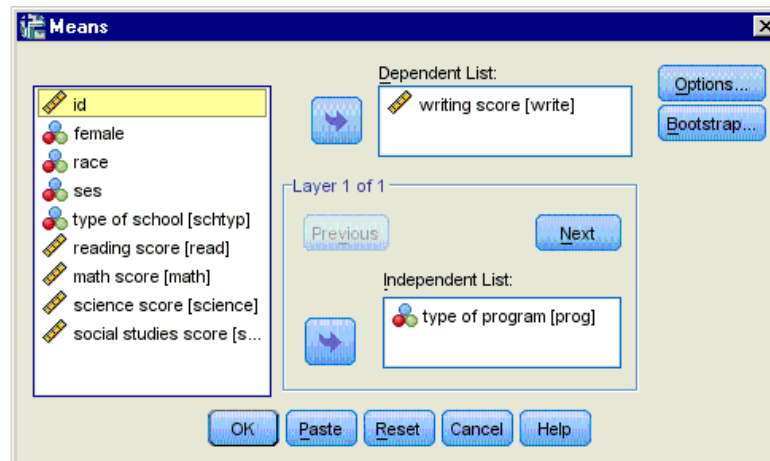 Means
id
female
race
ses
type of school [schtyp]
reading score [read]
math score [math]
science score [science]
social studies score [s...
Dependent List:
writing score [write]
Options...
Bootstrap...
Layer 1 of 1
Previous
Next
Independent List:
type of program [prog]
OK Paste Reset Cancel Help